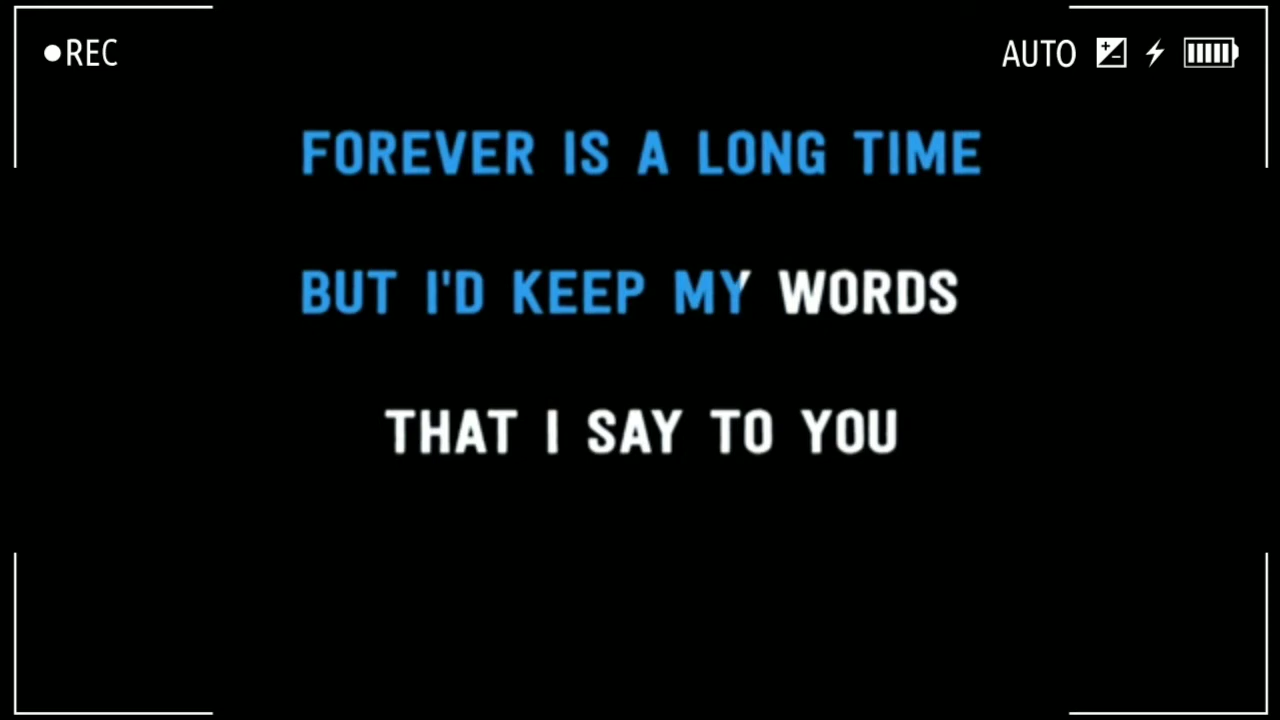 ●REC
AUTO
FOREVER IS A LONG TIME
BUT I'D KEEP MY WORDS
THAT I SAY TO YOU